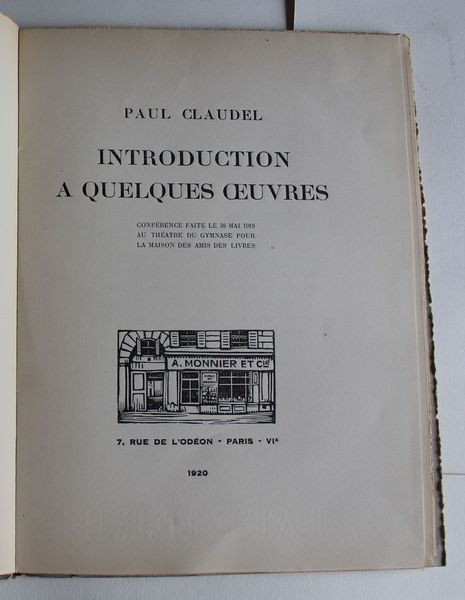 PAUL CLAUDEL
INTRODUCTION
A QUELQUES ŒUVRES
CONFÉRENCE FAITE LE 30 MAI 1919
AU THÉATRE DU GYMNASE POUR
LA MAISON DES AMIS DES LIVRES
A. MONNIER ET Cie
7, RUE DE L'ODÉON - PARIS - VIe
1920